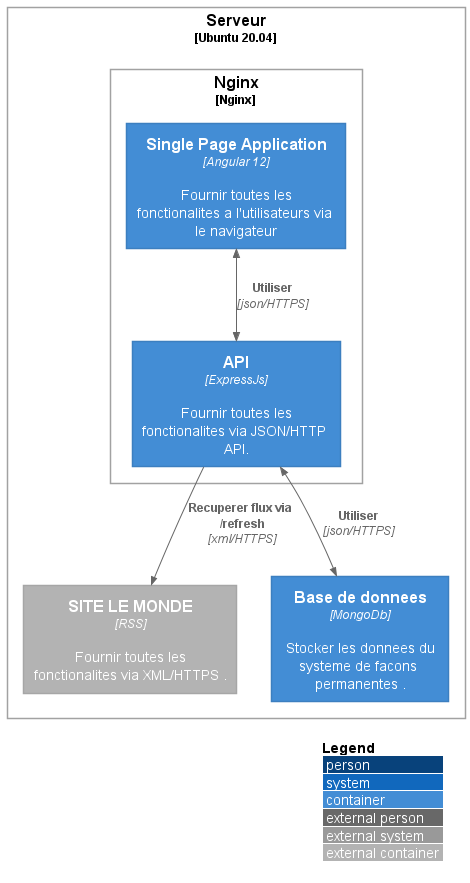 Serveur
[Ubuntu 20.04]
Nginx
[Nginx]
Single Page Application
[Angular 12]
Fournir toutes les
fonctionalites a l'utilisateurs via
le navigateur
Utiliser
[json/HTTPS]
API
[ExpressJs]
Fournir toutes les
fonctionalites via JSON/HTTP
API.
Recuperer flux via
/refresh
[xml/HTTPS]
Utiliser
[json/HTTPS]
SITE LE MONDE
[RSS]
Fournir toutes les
fonctionalites via XML/HTTPS .
Base de donnees
[MongoDb]
Stocker les donnees du
systeme de facons
permanentes .
Legend
person
system
container
external person
external system
external container